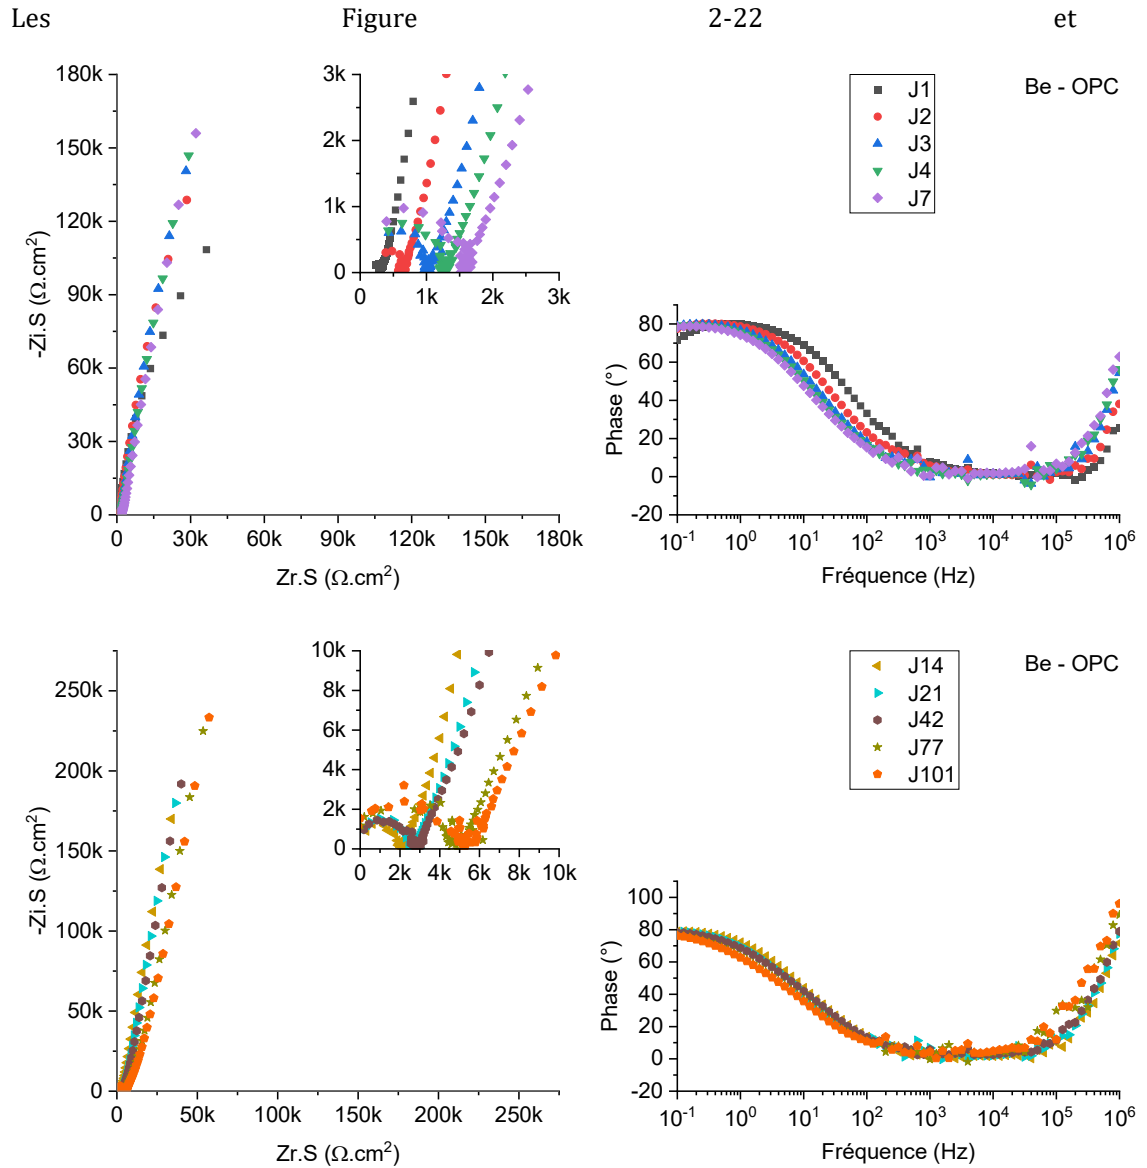 Les Figure 2-22 et
180k
150k
120k
90k
60k
30k
0
-Zi.S (Ω.cm²)
0 30k 60k 90k 120k 150k 180k
Zr.S (Ω.cm²)
3k
2k
1k
0
0 1k 2k 3k
J1
J2
J3
J4
J7
Be - OPC
80
60
40
20
0
-20
Phase (°)
10⁻¹ 10⁰ 10¹ 10² 10³ 10⁴ 10⁵ 10⁶
Fréquence (Hz)
250k
200k
150k
100k
50k
0
-Zi.S (Ω.cm²)
0 50k 100k 150k 200k 250k
Zr.S (Ω.cm²)
10k
8k
6k
4k
2k
0
0 2k 4k 6k 8k 10k
J14
J21
J42
J77
J101
Be - OPC
100
80
60
40
20
0
-20
Phase (°)
10⁻¹ 10⁰ 10¹ 10² 10³ 10⁴ 10⁵ 10⁶
Fréquence (Hz)